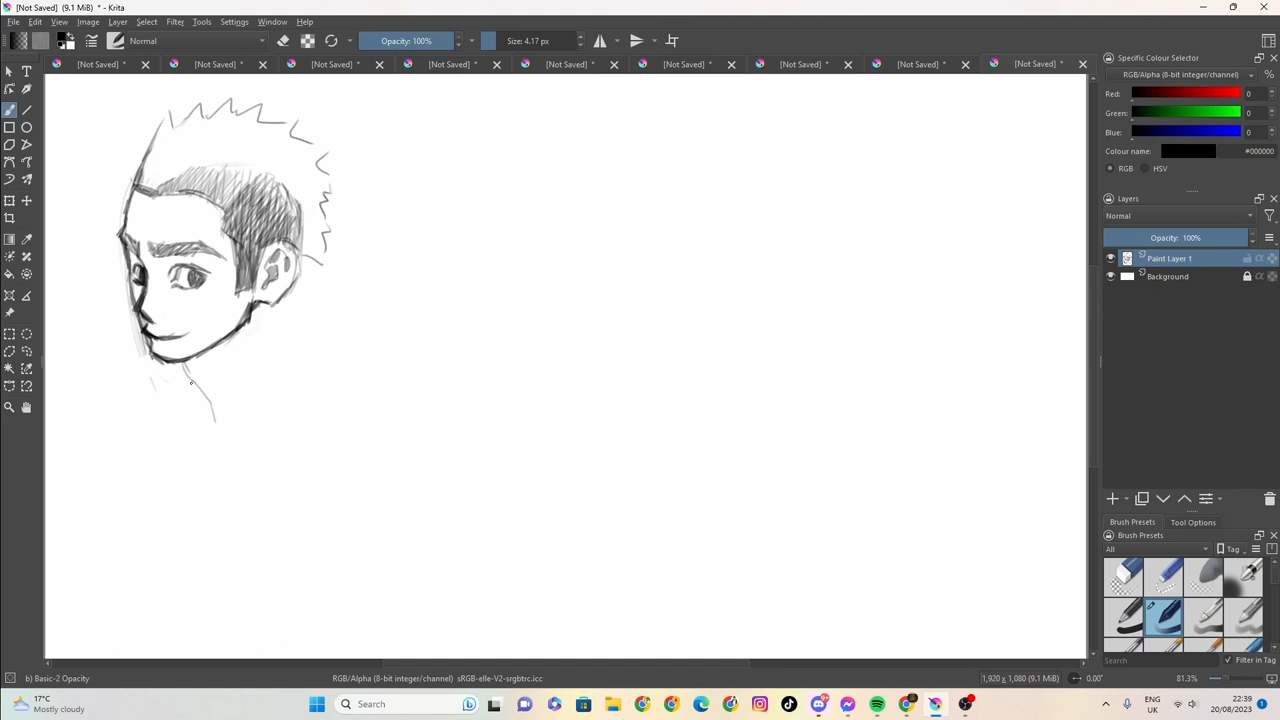 [Not Saved] (9.1 MiB) * - Krita
File Edit View Image Layer Select Filter Tools Settings Window Help
Normal Opacity: 100% Size: 4.17 px
[Not Saved] * [Not Saved] * [Not Saved] * [Not Saved] * [Not Saved] * [Not Saved] * [Not Saved] * [Not Saved] * [Not Saved] *
Specific Colour Selector
RGB/Alpha (8-bit integer/channel) %
Red: 0
Green: 0
Blue: 0
Colour name: #000000
RGB HSV
Layers
Normal
Opacity: 100%
Paint Layer 1
Background
Brush Presets Tool Options
Brush Presets
All Tag
Search Filter in Tag
b) Basic-2 Opacity RGB/Alpha (8-bit integer/channel) sRGB-elle-V2-srgbtrc.icc 1,920 x 1,080 (9.1 MiB) 0.00° 81.3%
17°C
Mostly cloudy
Search
ENG
UK
22:39
20/08/2023